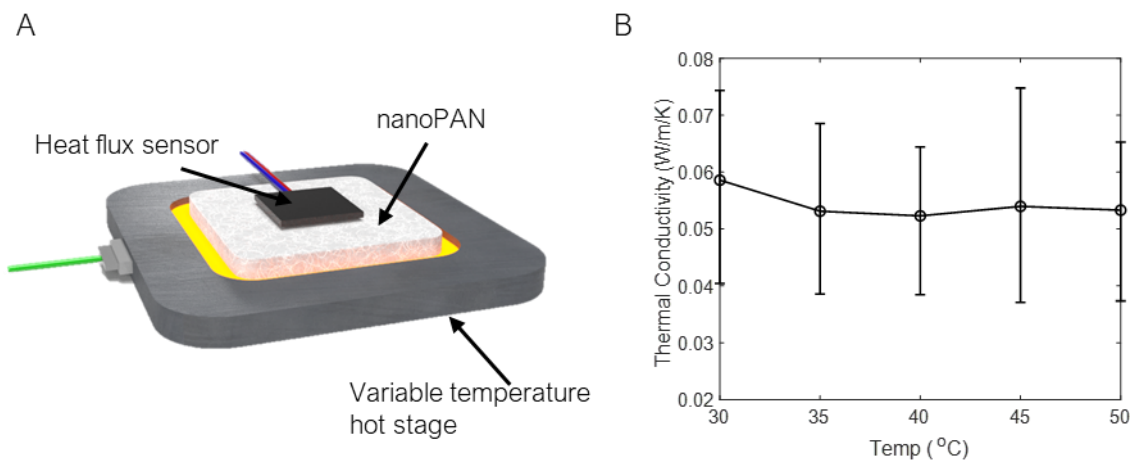 A
Heat flux sensor
nanoPAN
Variable temperature
hot stage
B
Thermal Conductivity (W/m/K)
0.08
0.07
0.06
0.05
0.04
0.03
0.02
30
35
40
45
50
Temp (°C)